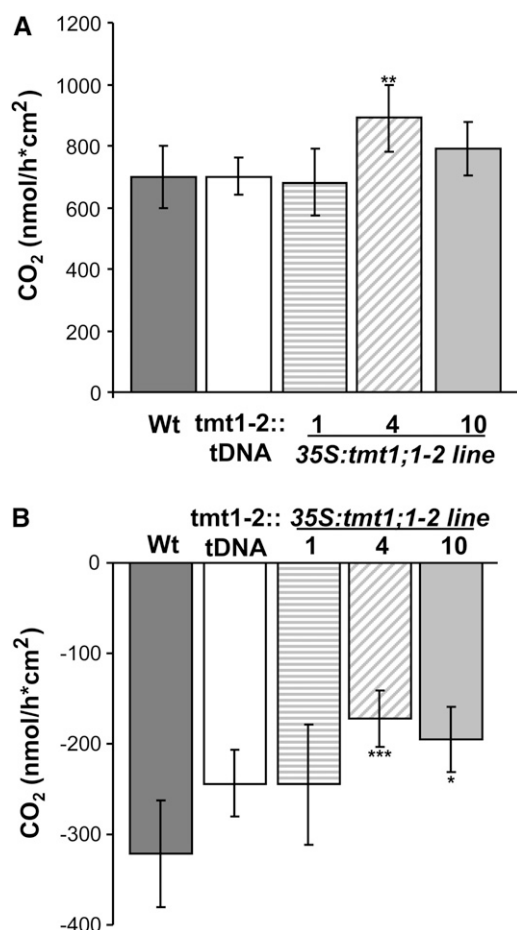 A
1200
1000
800
600
400
200
0
CO₂ (nmol/h*cm²)
**
Wt
tmt1-2::
tDNA
1 4 10
35S:tmt1;1-2 line
B
tmt1-2:: 35S:tmt1;1-2 line
Wt tDNA 1 4 10
0
-100
-200
-300
-400
CO₂ (nmol/h*cm²)
***
*